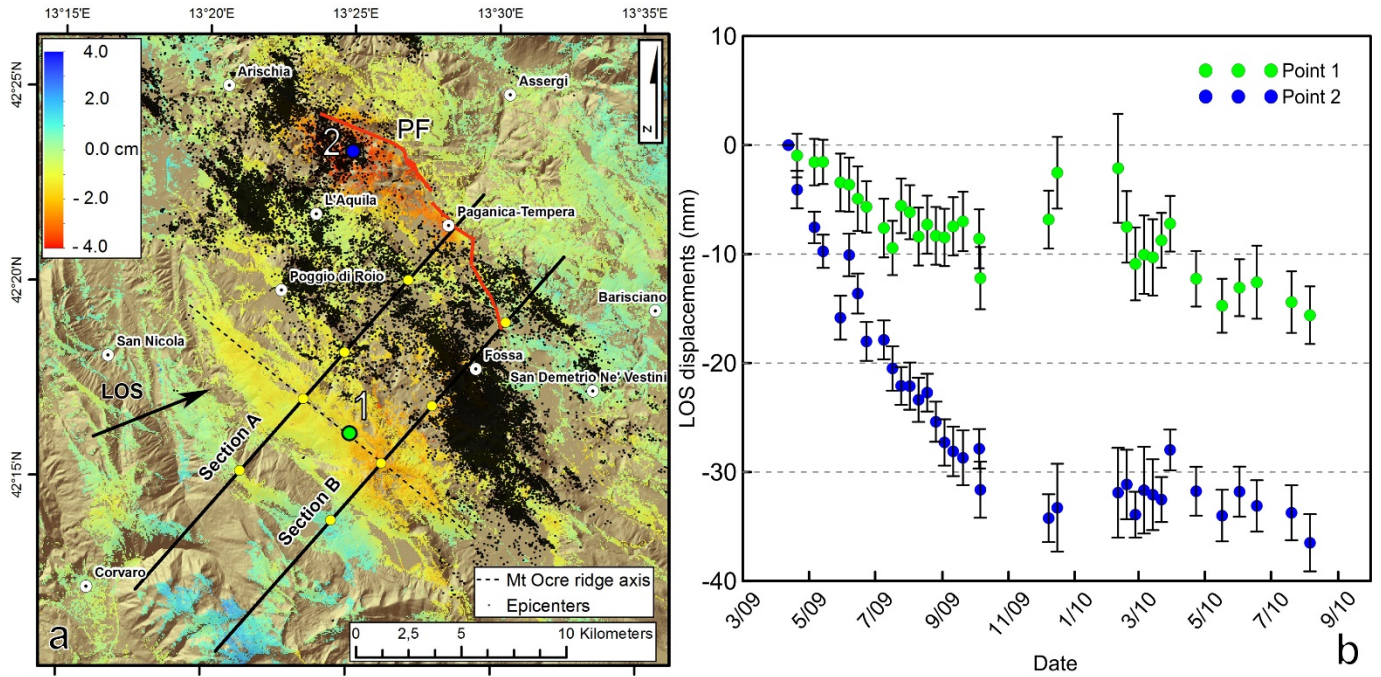 13°15'E 13°20'E 13°25'E 13°30'E 13°35'E
42°25'N
42°20'N
42°15'N
4.0
2.0
0.0 cm
- 2.0
- 4.0
Arischia
Assergi
N
PF
2
L'Aquila
Paganica-Tempera
Poggio di Roio
Barisciano
San Nicola
Fossa
San Demetrio Ne' Vestini
LOS
1
Section A
Section B
Corvaro
Mt Ocre ridge axis
Epicenters
0 2,5 5 10 Kilometers
a
LOS displacements (mm)
10
0
-10
-20
-30
-40
Point 1
Point 2
3/09 5/09 7/09 9/09 11/09 1/10 3/10 5/10 7/10 9/10
Date
b